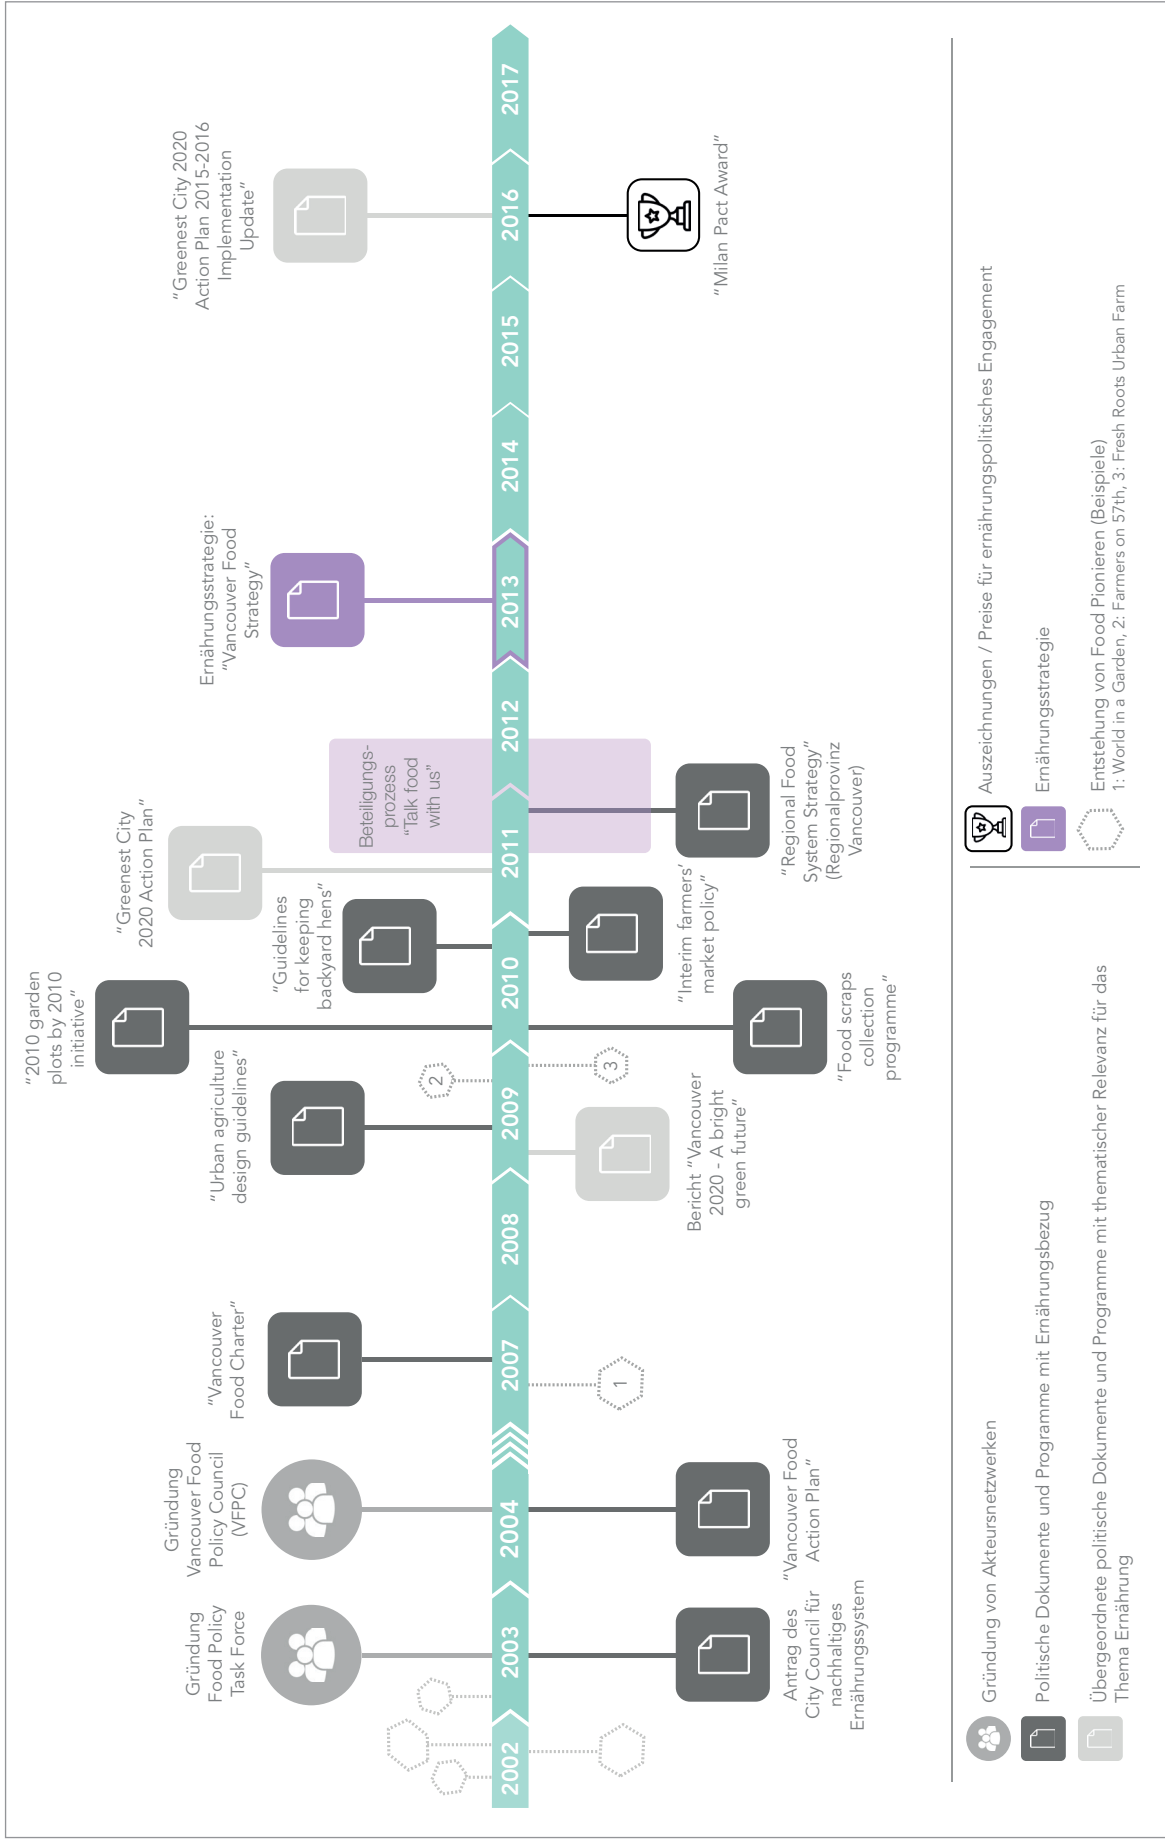 “2010 garden
plots by 2010
initiative”
“Greenest City
2020 Action Plan”
“Greenest City 2020
Action Plan 2015-2016
Implementation
Update”
Gründung
Food Policy
Task Force
Gründung
Vancouver Food
Policy Council
(VFPC)
“Vancouver
Food Charter”
“Urban agriculture
design guidelines”
“Guidelines
for keeping
backyard hens”
Ernährungsstrategie:
“Vancouver Food
Strategy”
Beteiligungs-
prozess
“Talk food
with us”
2
2002
2003
2004
2007
2008
2009
2010
2011
2012
2013
2014
2015
2016
2017
1
3
Antrag des
City Council für
nachhaltiges
Ernährungssystem
“Vancouver Food
Action Plan”
Bericht “Vancouver
2020 - A bright
green future”
“Food scraps
collection
programme”
“Interim farmers’
market policy”
“Regional Food
System Strategy”
(Regionalprovinz
Vancouver)
“Milan Pact Award”
Gründung von Akteursnetzwerken
Politische Dokumente und Programme mit Ernährungsbezug
Übergeordnete politische Dokumente und Programme mit thematischer Relevanz für das
Thema Ernährung
Auszeichnungen / Preise für ernährungspolitisches Engagement
Ernährungsstrategie
Entstehung von Food Pionieren (Beispiele)
1: World in a Garden, 2: Farmers on 57th, 3: Fresh Roots Urban Farm